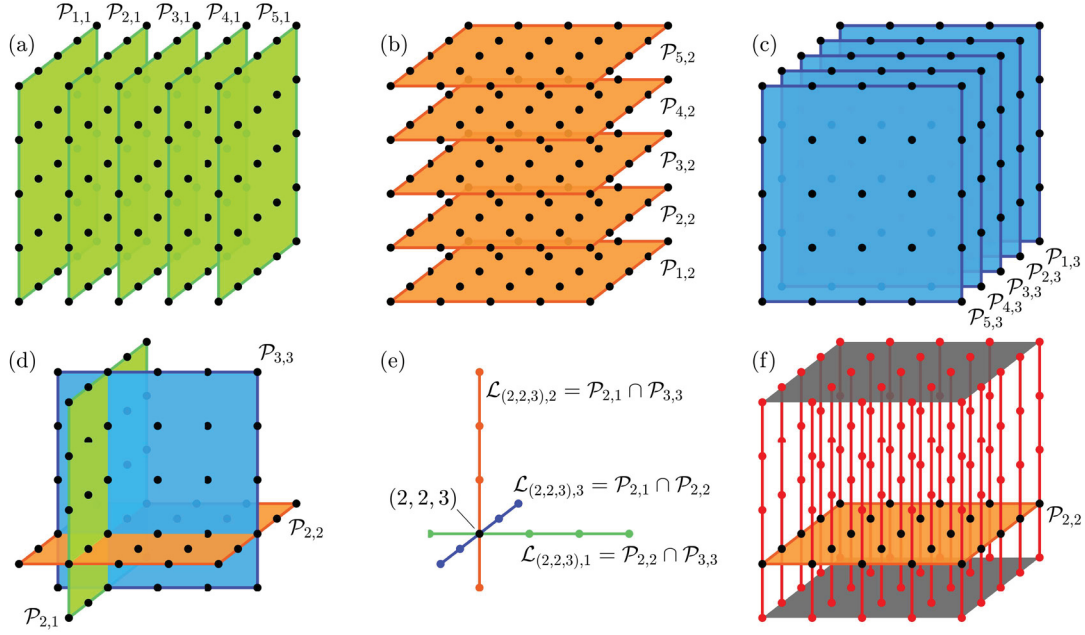 (a) 𝒫₁,₁ 𝒫₂,₁ 𝒫₃,₁ 𝒫₄,₁ 𝒫₅,₁
(b)
𝒫₅,₂
𝒫₄,₂
𝒫₃,₂
𝒫₂,₂
𝒫₁,₂
(c)
𝒫₁,₃
𝒫₂,₃
𝒫₃,₃
𝒫₄,₃
𝒫₅,₃
(d)
𝒫₃,₃
𝒫₂,₂
𝒫₂,₁
(e)
ℒ₍₂,₂,₃₎,₂ = 𝒫₂,₁ ∩ 𝒫₃,₃
ℒ₍₂,₂,₃₎,₃ = 𝒫₂,₁ ∩ 𝒫₂,₂
(2, 2, 3)
ℒ₍₂,₂,₃₎,₁ = 𝒫₂,₂ ∩ 𝒫₃,₃
(f)
𝒫₂,₂